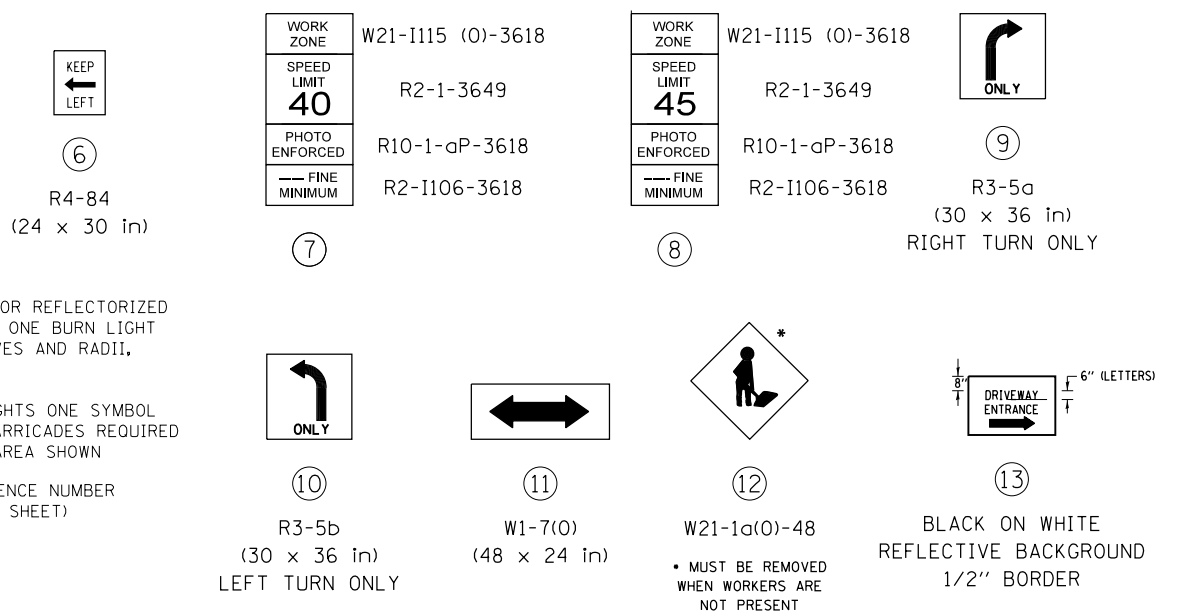 KEEP
LEFT
6
R4-84
(24 x 30 in)
WORK
ZONE
W21-I115 (0)-3618
SPEED
LIMIT
40
R2-1-3649
PHOTO
ENFORCED
R10-1-aP-3618
--- FINE
MINIMUM
R2-I106-3618
7
WORK
ZONE
W21-I115 (0)-3618
SPEED
LIMIT
45
R2-1-3649
PHOTO
ENFORCED
R10-1-aP-3618
--- FINE
MINIMUM
R2-I106-3618
8
ONLY
9
R3-5a
(30 x 36 in)
RIGHT TURN ONLY
OR REFLECTORIZED
ONE BURN LIGHT
VES AND RADII,
GHTS ONE SYMBOL
ARRICADES REQUIRED
AREA SHOWN
ENCE NUMBER
SHEET)
ONLY
10
R3-5b
(30 x 36 in)
LEFT TURN ONLY
11
W1-7(0)
(48 x 24 in)
*
12
W21-1a(0)-48
* MUST BE REMOVED
WHEN WORKERS ARE
NOT PRESENT
8"
6" (LETTERS)
DRIVEWAY
ENTRANCE
13
BLACK ON WHITE
REFLECTIVE BACKGROUND
1/2" BORDER